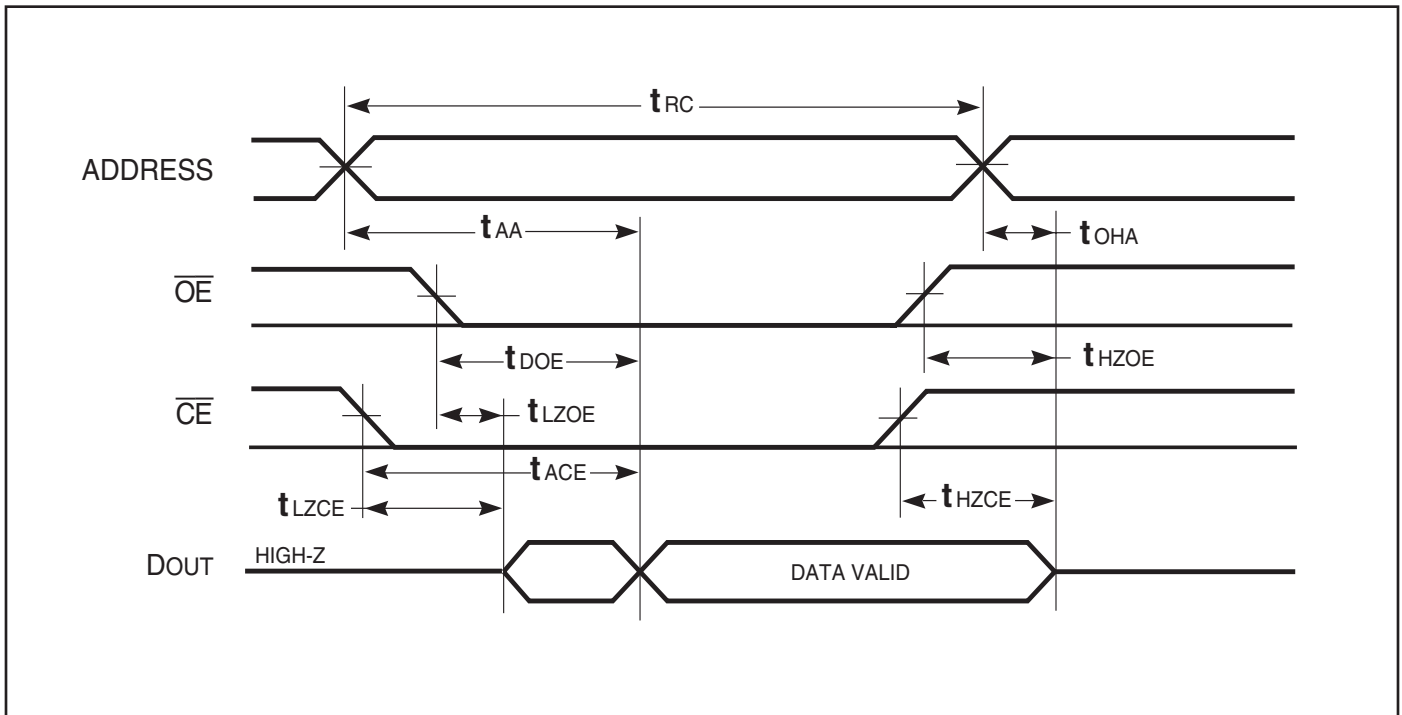 tRC
ADDRESS
tAA
tOHA
OE
tDOE
tHZOE
CE
tLZOE
tACE
tLZCE
tHZCE
DOUT
HIGH-Z
DATA VALID